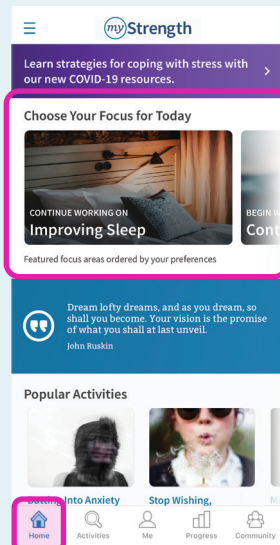 myStrength
Learn strategies for coping with stress with
our new COVID-19 resources.
Choose Your Focus for Today
CONTINUE WORKING ON
Improving Sleep
BEGIN W
Cont
Featured focus areas ordered by your preferences
Dream lofty dreams, and as you dream, so
shall you become. Your vision is the promise
of what you shall at last unveil.
John Ruskin
Popular Activities
Into Anxiety
Stop Wishing,
Home
Activities
Me
Progress
Community